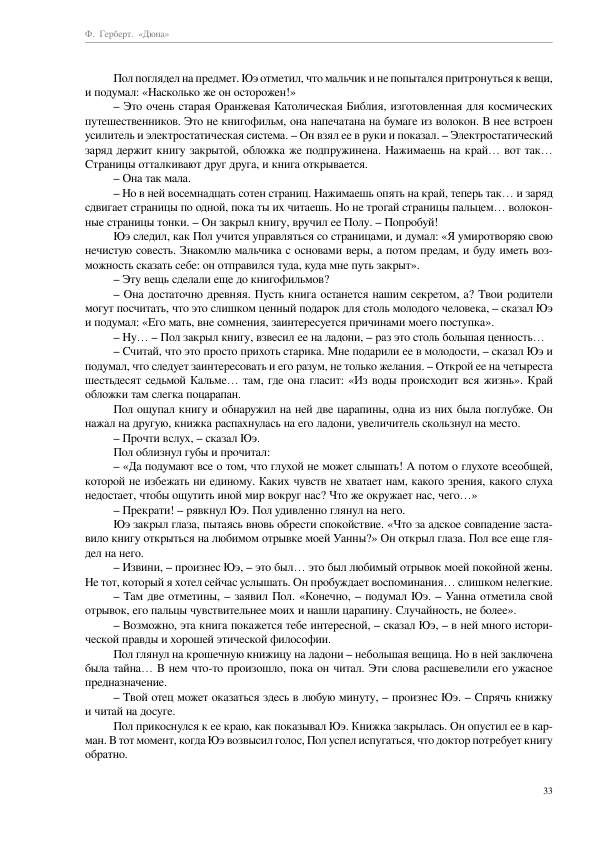 Ф. Герберт. «Дюна»
Пол поглядел на предмет. Юэ отметил, что мальчик и не попытался притронуться к вещи,
и подумал: «Насколько же он осторожен!»
– Это очень старая Оранжевая Католическая Библия, изготовленная для космических
путешественников. Это не книгофильм, она напечатана на бумаге из волокон. В нее встроен
усилитель и электростатическая система. – Он взял ее в руки и показал. – Электростатический
заряд держит книгу закрытой, обложка же подпружинена. Нажимаешь на край… вот так…
Страницы отталкивают друг друга, и книга открывается.
– Она так мала.
– Но в ней восемнадцать сотен страниц. Нажимаешь опять на край, теперь так… и заряд
сдвигает страницы по одной, пока ты их читаешь. Но не трогай страницы пальцем… волокон-
ные страницы тонки. – Он закрыл книгу, вручил ее Полу. – Попробуй!
Юэ следил, как Пол учится управляться со страницами, и думал: «Я умиротворяю свою
нечистую совесть. Знакомлю мальчика с основами веры, а потом предам, и буду иметь воз-
можность сказать себе: он отправился туда, куда мне путь закрыт».
– Эту вещь сделали еще до книгофильмов?
– Она достаточно древняя. Пусть книга останется нашим секретом, а? Твои родители
могут посчитать, что это слишком ценный подарок для столь молодого человека, – сказал Юэ
и подумал: «Его мать, вне сомнения, заинтересуется причинами моего поступка».
– Ну… – Пол закрыл книгу, взвесил ее на ладони, – раз это столь большая ценность…
– Считай, что это просто прихоть старика. Мне подарили ее в молодости, – сказал Юэ и
подумал, что следует заинтересовать и его разум, не только желания. – Открой ее на четыреста
шестьдесят седьмой Кальме… там, где она гласит: «Из воды происходит вся жизнь». Край
обложки там слегка поцарапан.
Пол ощупал книгу и обнаружил на ней две царапины, одна из них была поглубже. Он
нажал на другую, книжка распахнулась на его ладони, увеличитель скользнул на место.
– Прочти вслух, – сказал Юэ.
Пол облизнул губы и прочитал:
– «Да подумают все о том, что глухой не может слышать! А потом о глухоте всеобщей,
которой не избежать ни единому. Каких чувств не хватает нам, какого зрения, какого слуха
недостает, чтобы ощутить иной мир вокруг нас? Что же окружает нас, чего…»
– Прекрати! – рявкнул Юэ. Пол удивленно глянул на него.
Юэ закрыл глаза, пытаясь вновь обрести спокойствие. «Что за адское совпадение заста-
вило книгу открыться на любимом отрывке моей Уанны?» Он открыл глаза. Пол все еще гля-
дел на него.
– Извини, – произнес Юэ, – это был… это был любимый отрывок моей покойной жены.
Не тот, который я хотел сейчас услышать. Он пробуждает воспоминания… слишком нелегкие.
– Там две отметины, – заявил Пол. «Конечно, – подумал Юэ. – Уанна отметила свой
отрывок, его пальцы чувствительнее моих и нашли царапину. Случайность, не более».
– Возможно, эта книга покажется тебе интересной, – сказал Юэ, – в ней много истори-
ческой правды и хорошей этической философии.
Пол глянул на крошечную книжицу на ладони – небольшая вещица. Но в ней заключена
была тайна… В нем что-то произошло, пока он читал. Эти слова расшевелили его ужасное
предназначение.
– Твой отец может оказаться здесь в любую минуту, – произнес Юэ. – Спрячь книжку
и читай на досуге.
Пол прикоснулся к ее краю, как показывал Юэ. Книжка закрылась. Он опустил ее в кар-
ман. В тот момент, когда Юэ возвысил голос, Пол успел испугаться, что доктор потребует книгу
обратно.
33